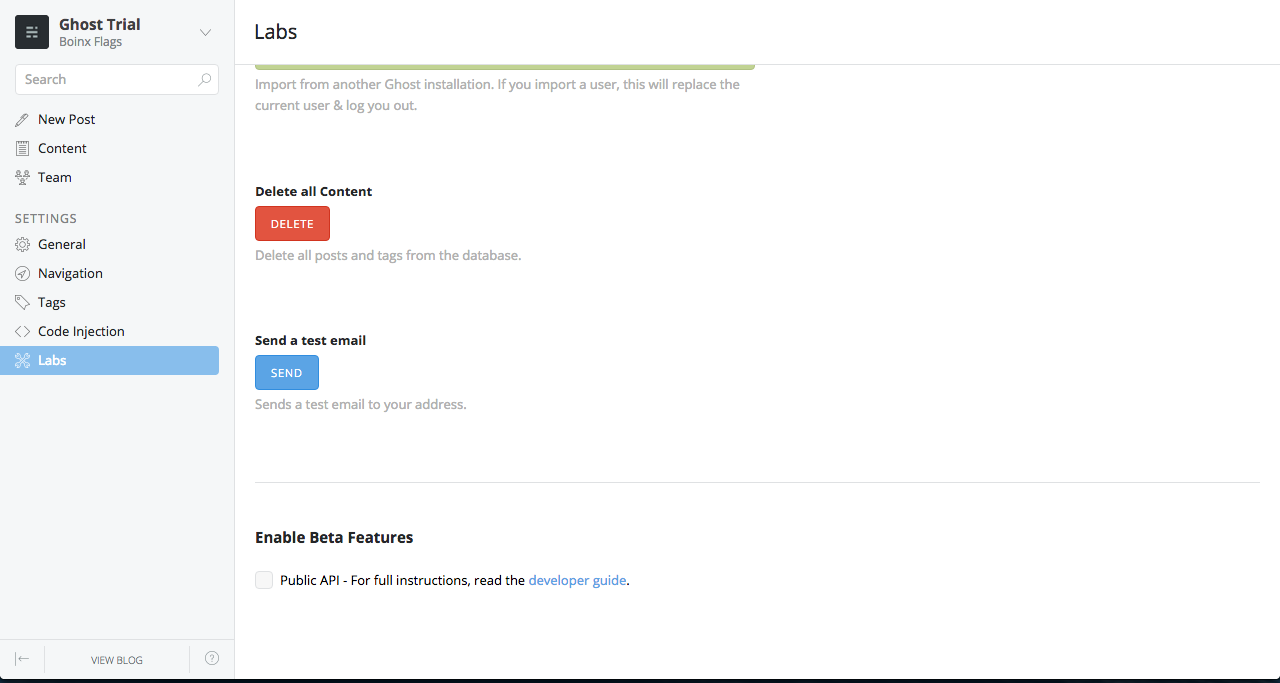 Ghost Trial
Boinx Flags
Search
New Post
Content
Team
SETTINGS
General
Navigation
Tags
Code Injection
Labs
VIEW BLOG
?
Labs
Import from another Ghost installation. If you import a user, this will replace the
current user & log you out.
Delete all Content
DELETE
Delete all posts and tags from the database.
Send a test email
SEND
Sends a test email to your address.
Enable Beta Features
Public API - For full instructions, read the developer guide.